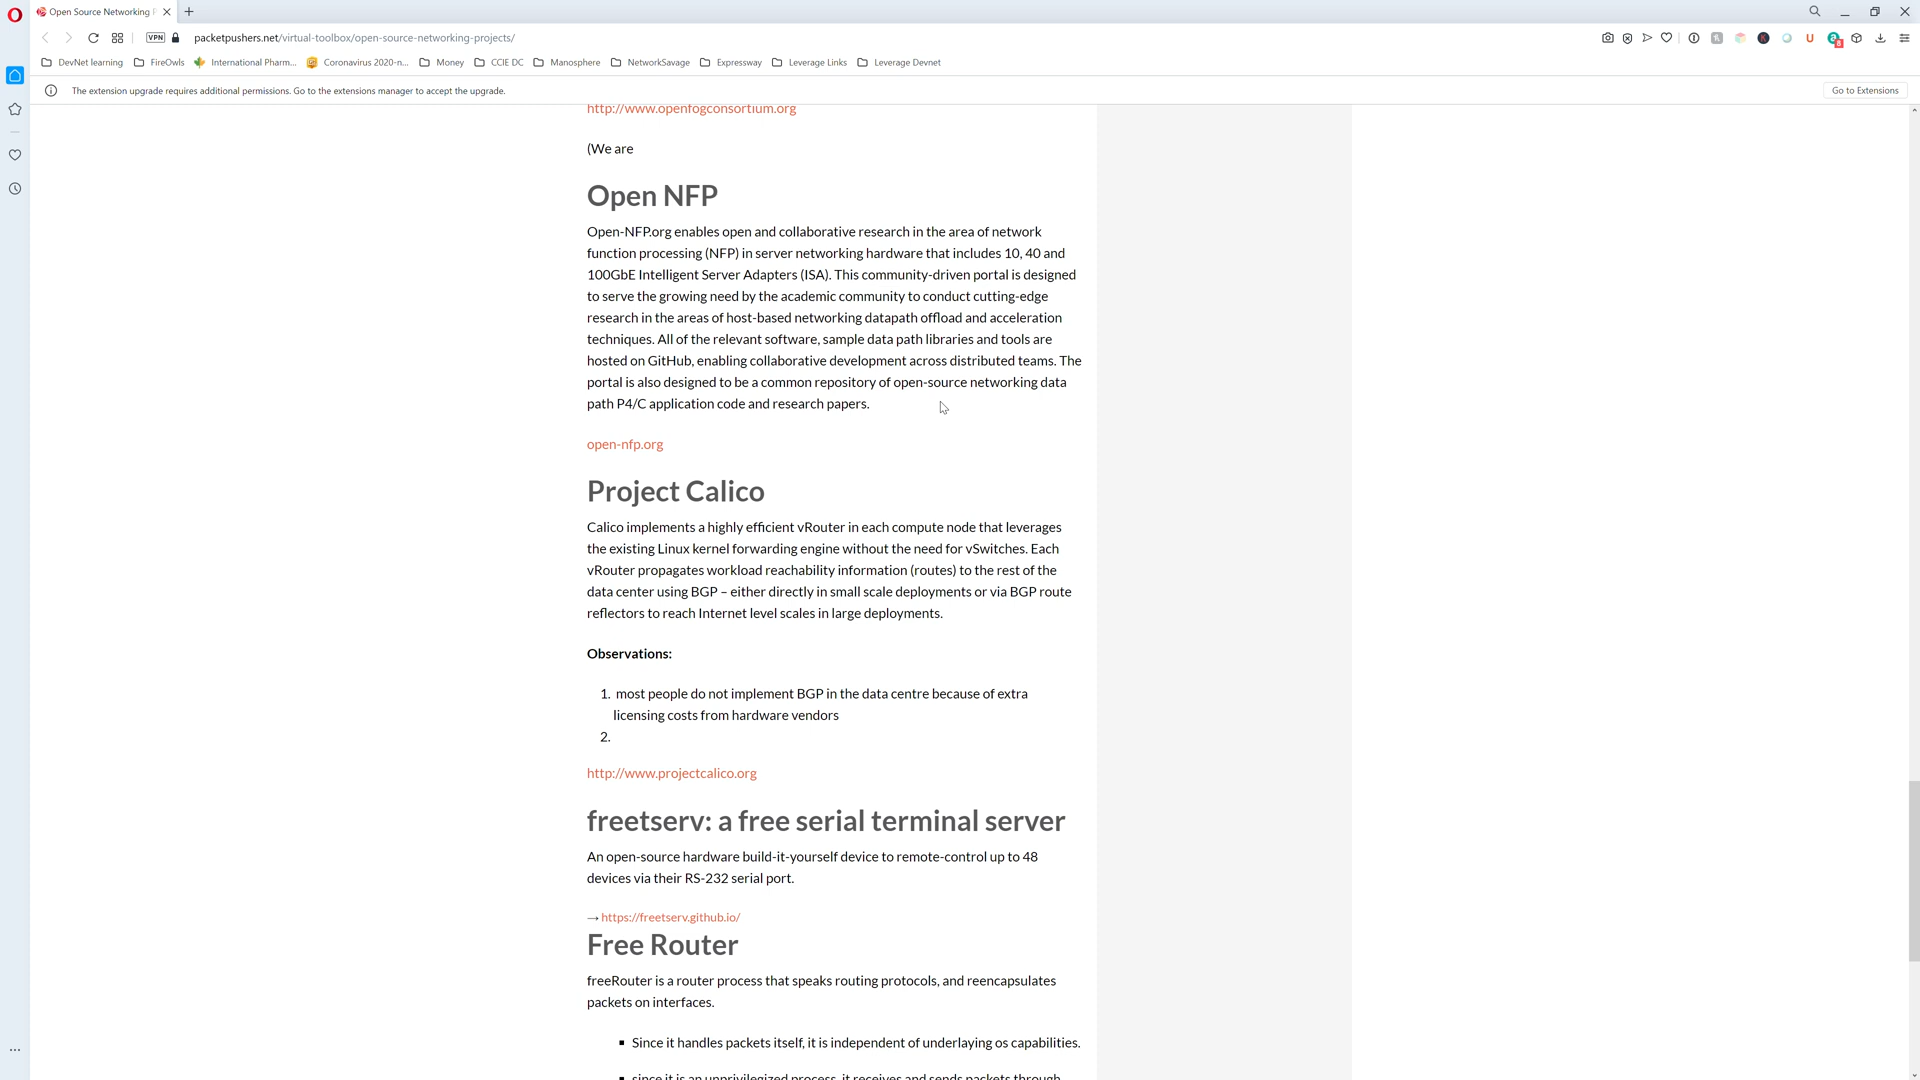 Open Source Networking P
packetpushers.net/virtual-toolbox/open-source-networking-projects/
VPN
DevNet learning
FireOwls
International Pharm...
Coronavirus 2020-n...
Money
CCIE DC
Manosphere
NetworkSavage
Expressway
Leverage Links
Leverage Devnet
The extension upgrade requires additional permissions. Go to the extensions manager to accept the upgrade.
Go to Extensions
http://www.openfogconsortium.org
(We are
Open NFP
Open-NFP.org enables open and collaborative research in the area of network
function processing (NFP) in server networking hardware that includes 10, 40 and
100GbE Intelligent Server Adapters (ISA). This community-driven portal is designed
to serve the growing need by the academic community to conduct cutting-edge
research in the areas of host-based networking datapath offload and acceleration
techniques. All of the relevant software, sample data path libraries and tools are
hosted on GitHub, enabling collaborative development across distributed teams. The
portal is also designed to be a common repository of open-source networking data
path P4/C application code and research papers.
open-nfp.org
Project Calico
Calico implements a highly efficient vRouter in each compute node that leverages
the existing Linux kernel forwarding engine without the need for vSwitches. Each
vRouter propagates workload reachability information (routes) to the rest of the
data center using BGP – either directly in small scale deployments or via BGP route
reflectors to reach Internet level scales in large deployments.
Observations:
1. most people do not implement BGP in the data centre because of extra
licensing costs from hardware vendors
2.
http://www.projectcalico.org
freetserv: a free serial terminal server
An open-source hardware build-it-yourself device to remote-control up to 48
devices via their RS-232 serial port.
→ https://freetserv.github.io/
Free Router
freeRouter is a router process that speaks routing protocols, and reencapsulates
packets on interfaces.
▪ Since it handles packets itself, it is independent of underlaying os capabilities.
▪ since it is an unprivilegized process, it receives and sends packets through